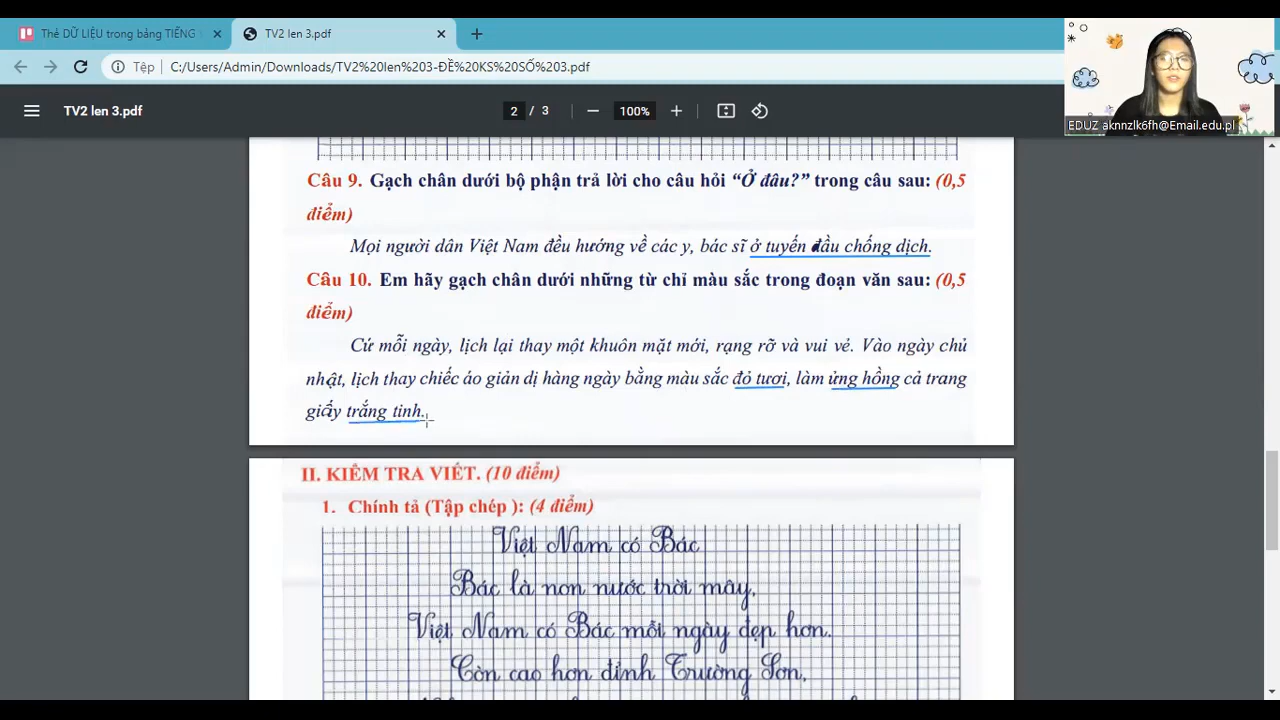 Thẻ DỮ LIỆU trong bảng TIẾNG
TV2 len 3.pdf
Tệp
C:/Users/Admin/Downloads/TV2%20len%203-ĐỀ%20KS%20SỐ%203.pdf
TV2 len 3.pdf
2 / 3
100%
EDUZ aknnzlk6fh@Email.edu.pl
Câu 9. Gạch chân dưới bộ phận trả lời cho câu hỏi “Ở đâu?” trong câu sau: (0,5
điểm)
Mọi người dân Việt Nam đều hướng về các y, bác sĩ ở tuyến đầu chống dịch.
Câu 10. Em hãy gạch chân dưới những từ chỉ màu sắc trong đoạn văn sau: (0,5
điểm)
Cứ mỗi ngày, lịch lại thay một khuôn mặt mới, rạng rỡ và vui vẻ. Vào ngày chủ
nhật, lịch thay chiếc áo giản dị hàng ngày bằng màu sắc đỏ tươi, làm ửng hồng cả trang
giấy trắng tinh.
II. KIỂM TRA VIẾT. (10 điểm)
1. Chính tả (Tập chép ): (4 điểm)
Việt Nam có Bác
Bác là non nước trời mây,
Việt Nam có Bác mỗi ngày đẹp hơn.
Còn cao hơn đỉnh Trường Sơn,